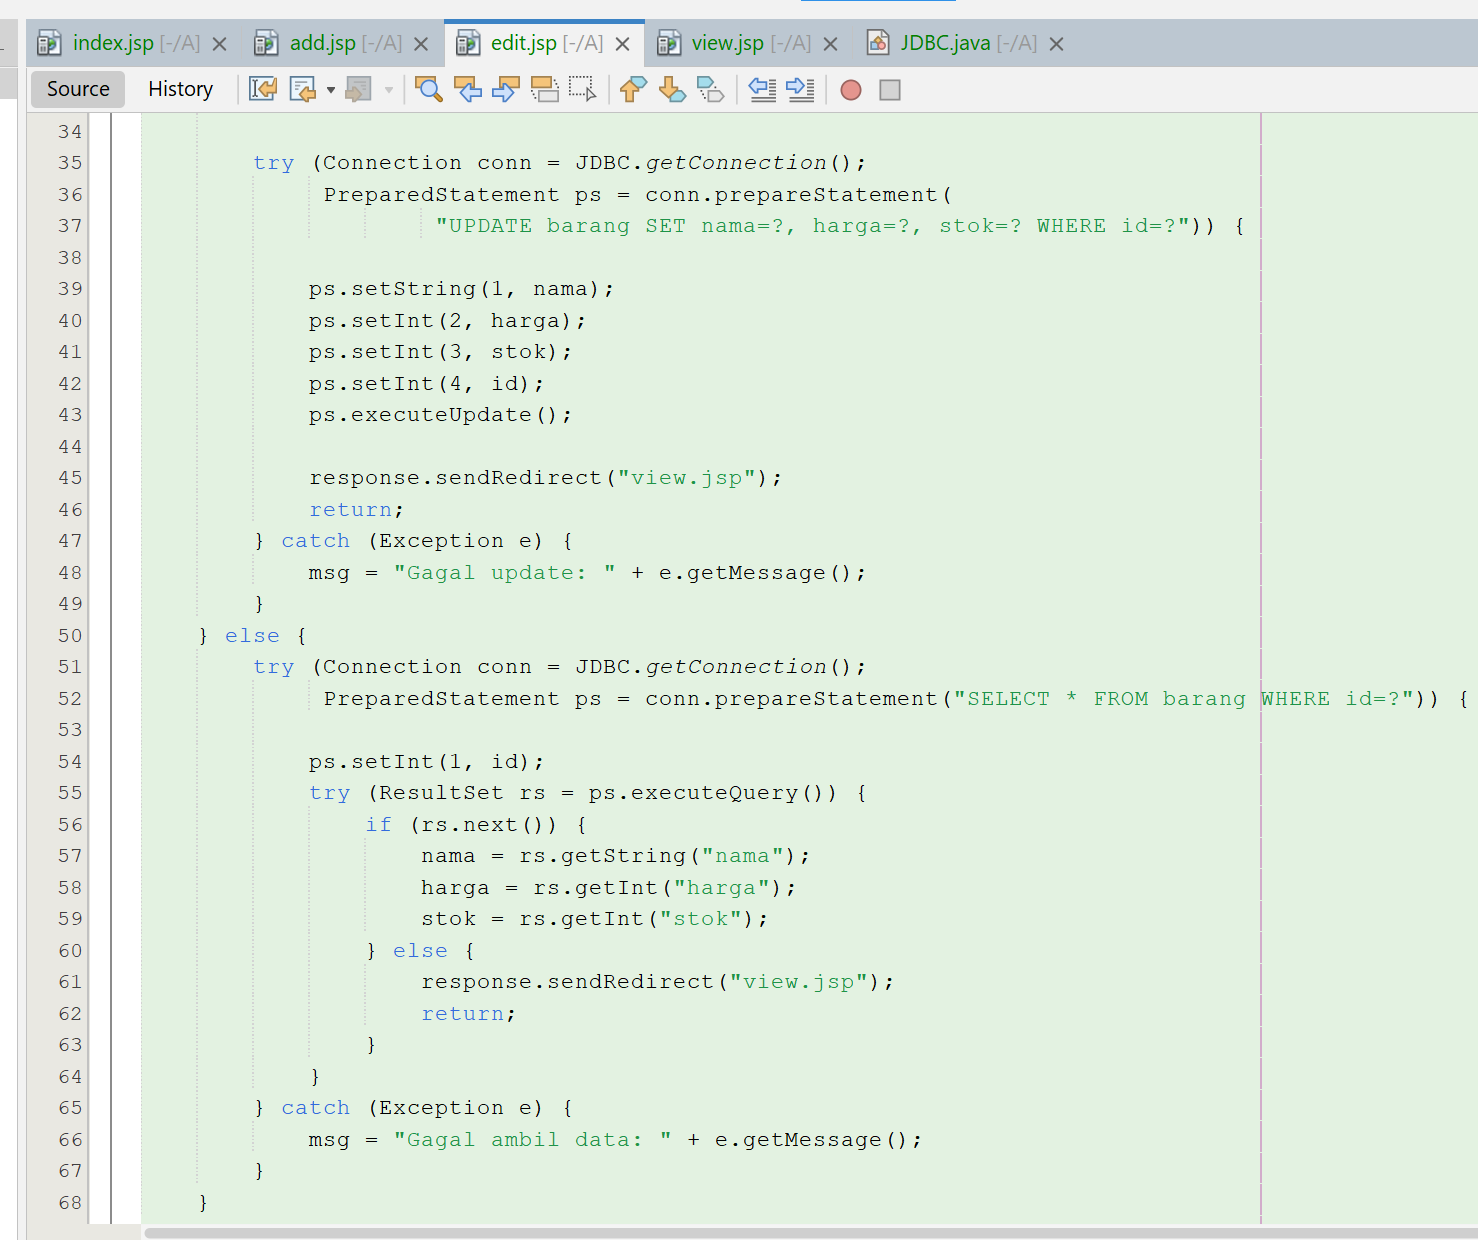 index.jsp [-/A] add.jsp [-/A] edit.jsp [-/A] view.jsp [-/A] JDBC.java [-/A]
Source History
34
35 try (Connection conn = JDBC.getConnection();
36 PreparedStatement ps = conn.prepareStatement(
37 "UPDATE barang SET nama=?, harga=?, stok=? WHERE id=?")) {
38
39 ps.setString(1, nama);
40 ps.setInt(2, harga);
41 ps.setInt(3, stok);
42 ps.setInt(4, id);
43 ps.executeUpdate();
44
45 response.sendRedirect("view.jsp");
46 return;
47 } catch (Exception e) {
48 msg = "Gagal update: " + e.getMessage();
49 }
50 } else {
51 try (Connection conn = JDBC.getConnection();
52 PreparedStatement ps = conn.prepareStatement("SELECT * FROM barang WHERE id=?")) {
53
54 ps.setInt(1, id);
55 try (ResultSet rs = ps.executeQuery()) {
56 if (rs.next()) {
57 nama = rs.getString("nama");
58 harga = rs.getInt("harga");
59 stok = rs.getInt("stok");
60 } else {
61 response.sendRedirect("view.jsp");
62 return;
63 }
64 }
65 } catch (Exception e) {
66 msg = "Gagal ambil data: " + e.getMessage();
67 }
68 }